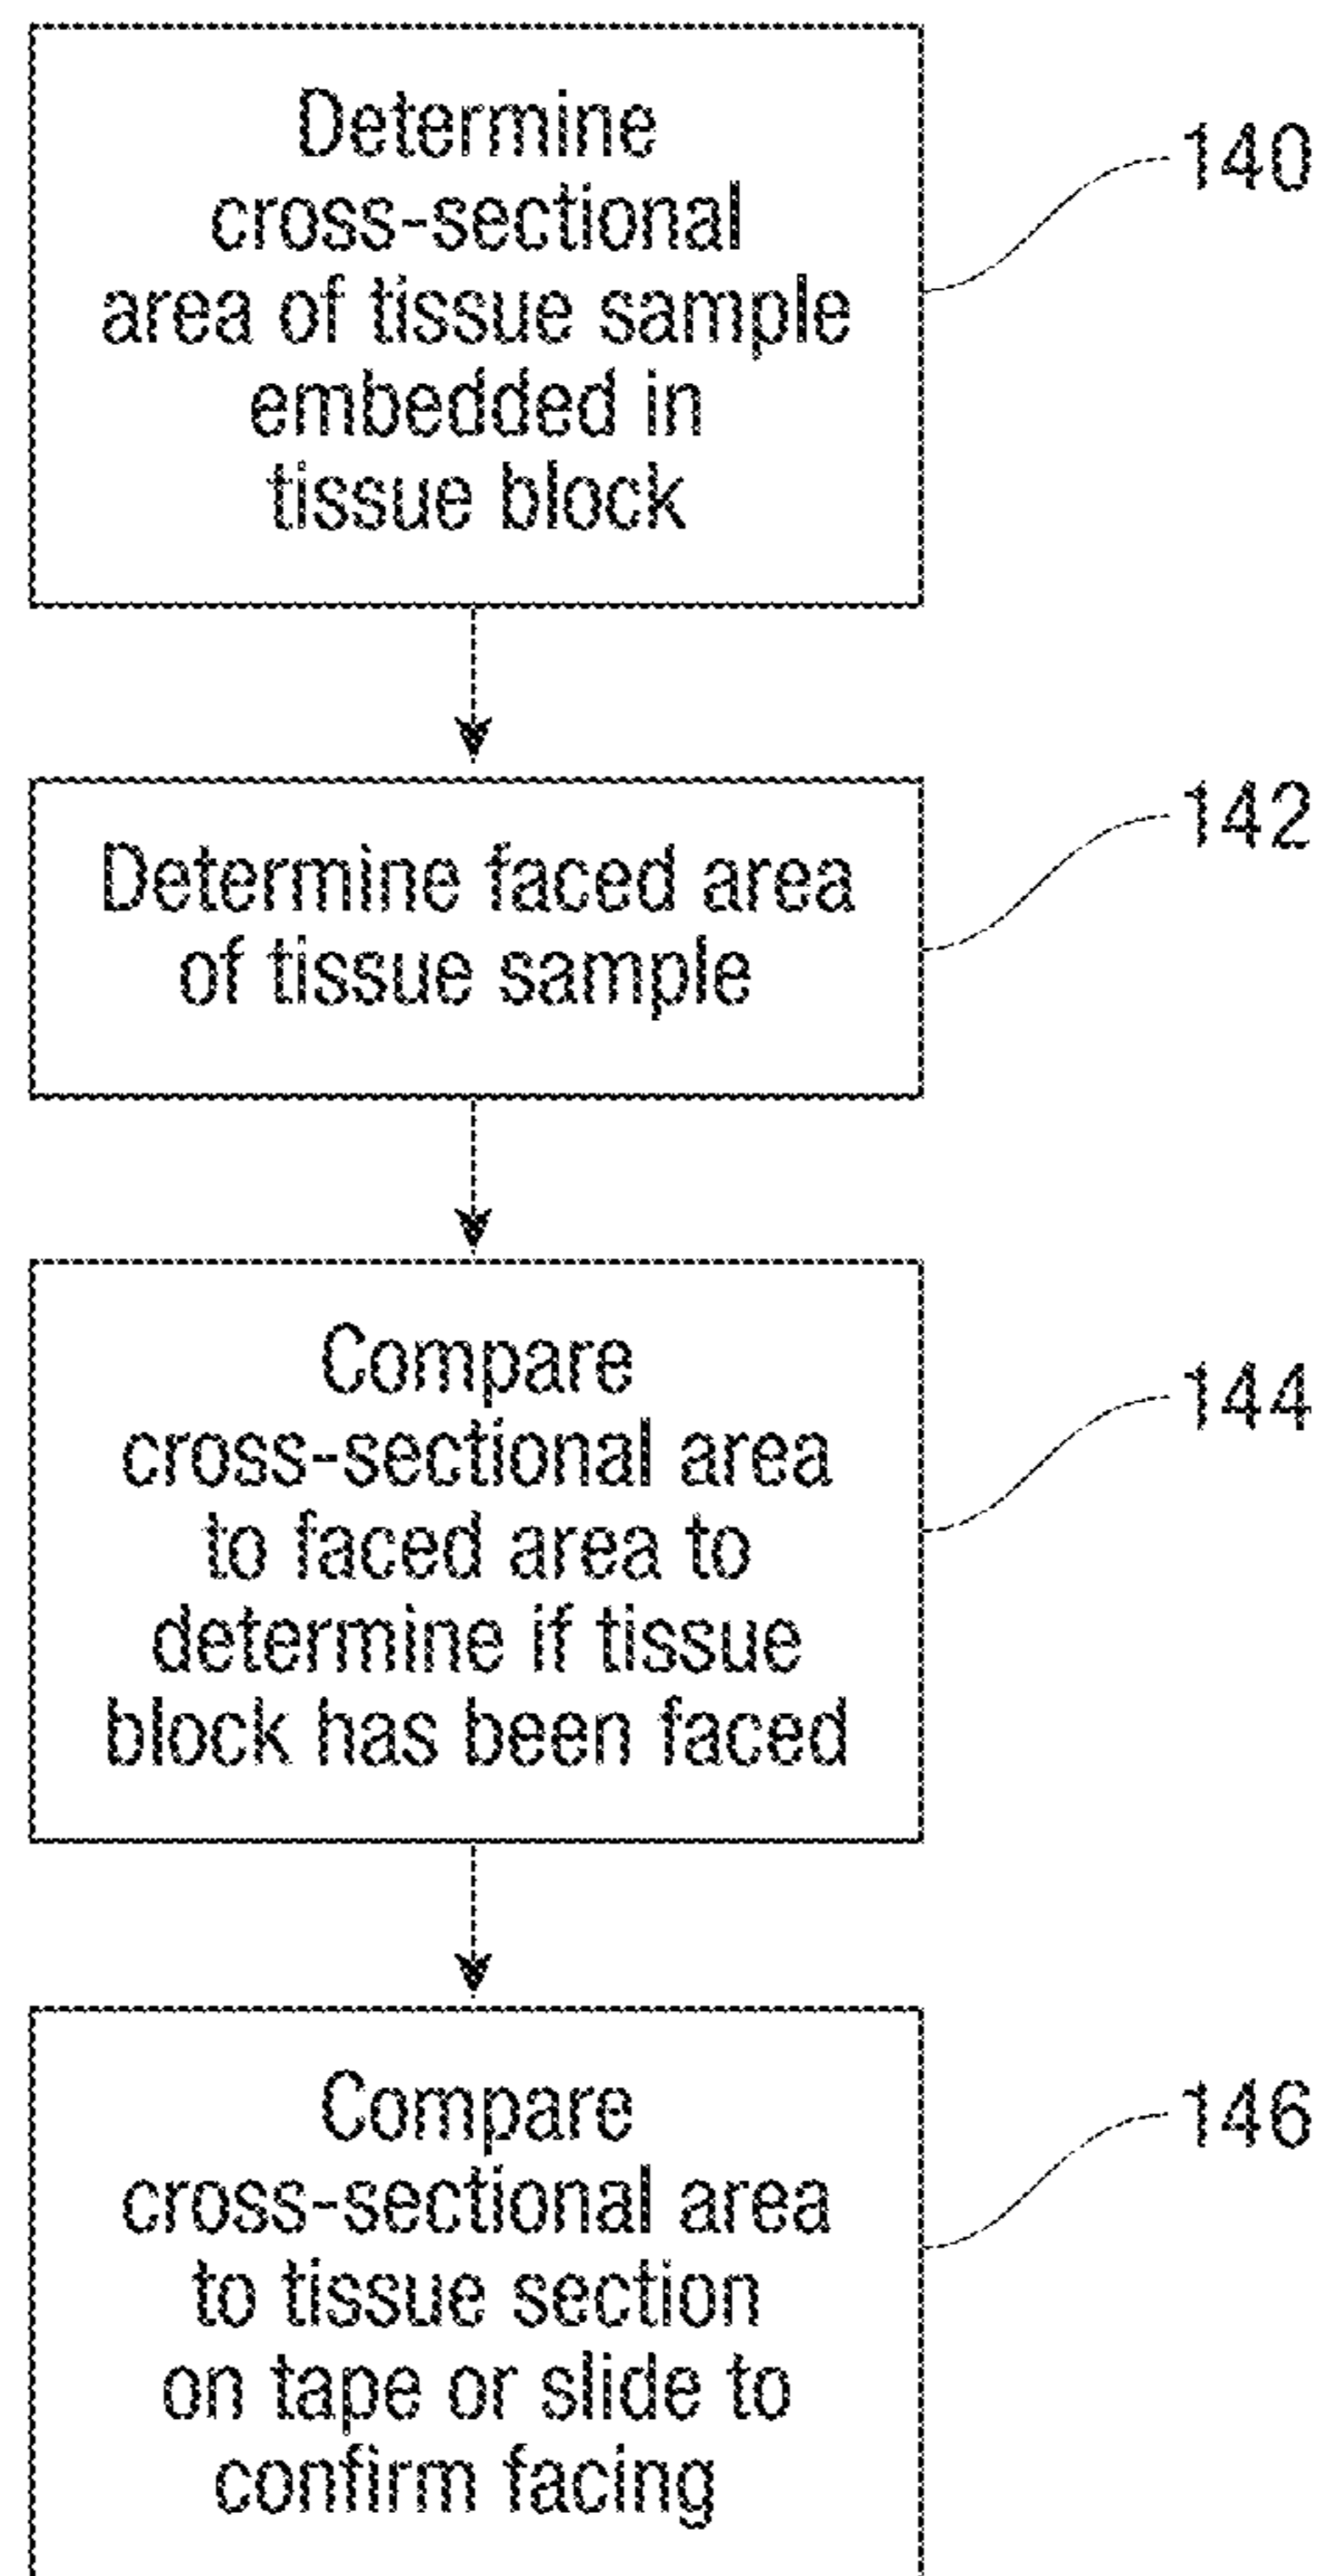 Determine
cross-sectional
area of tissue sample
embedded in
tissue block
140
Determine faced area
of tissue sample
142
Compare
cross-sectional area
to faced area to
determine if tissue
block has been faced
144
Compare
cross-sectional area
to tissue section
on tape or slide to
confirm facing
146